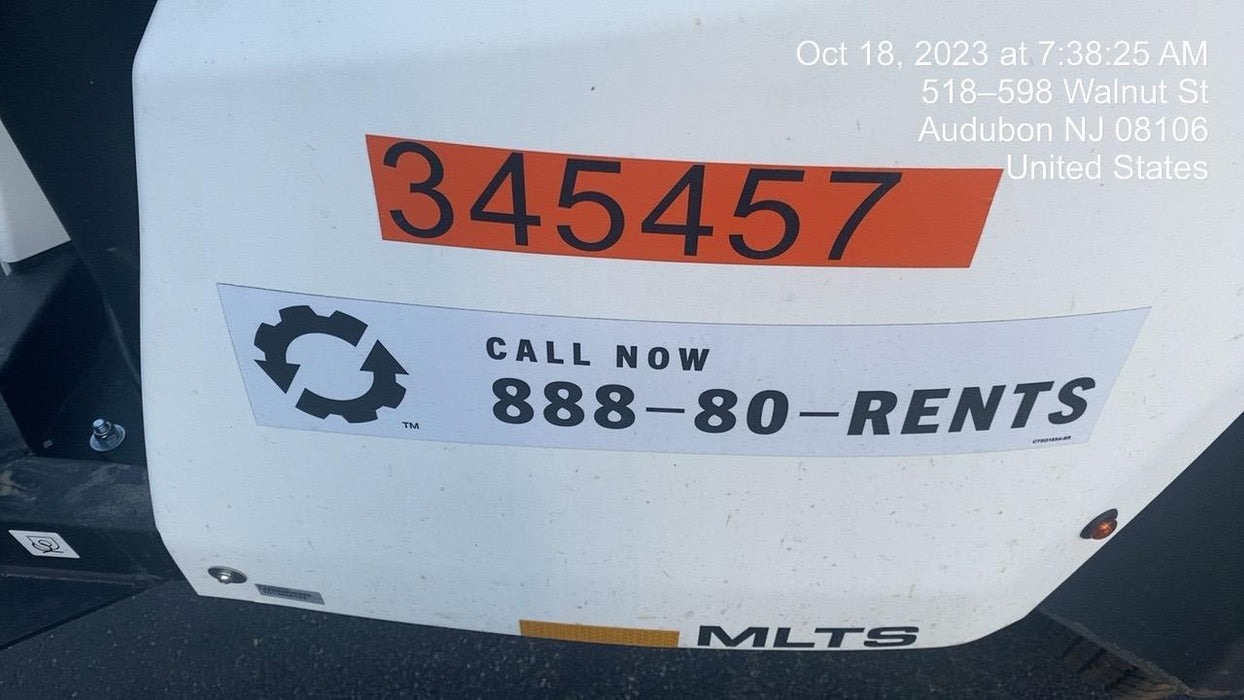 Oct 18, 2023 at 7:38:25 AM
518–598 Walnut St
Audubon NJ 08106
United States
345457
CALL NOW
888-80-RENTS
TM
MLTS